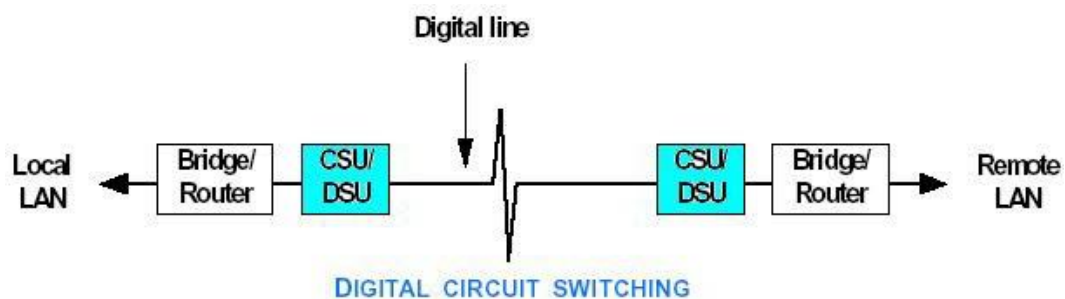 Digital line
Local
LAN
Bridge/
Router
CSU/
DSU
CSU/
DSU
Bridge/
Router
Remote
LAN
DIGITAL CIRCUIT SWITCHING